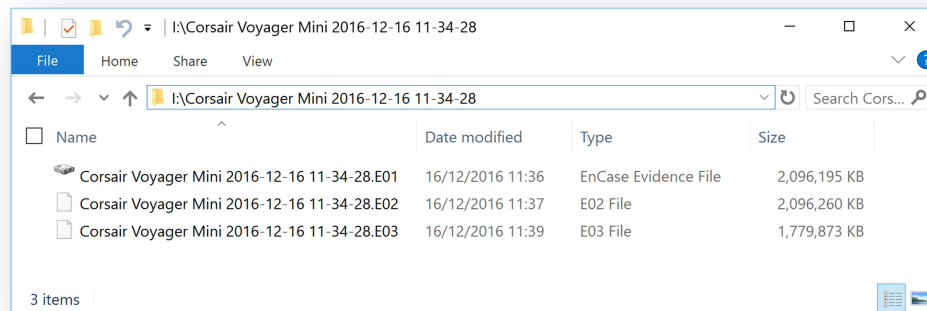 I:\Corsair Voyager Mini 2016-12-16 11-34-28
File Home Share View ?
I:\Corsair Voyager Mini 2016-12-16 11-34-28 Search Cors...
Name Date modified Type Size
Corsair Voyager Mini 2016-12-16 11-34-28.E01 16/12/2016 11:36 EnCase Evidence File 2,096,195 KB
Corsair Voyager Mini 2016-12-16 11-34-28.E02 16/12/2016 11:37 E02 File 2,096,260 KB
Corsair Voyager Mini 2016-12-16 11-34-28.E03 16/12/2016 11:39 E03 File 1,779,873 KB
3 items